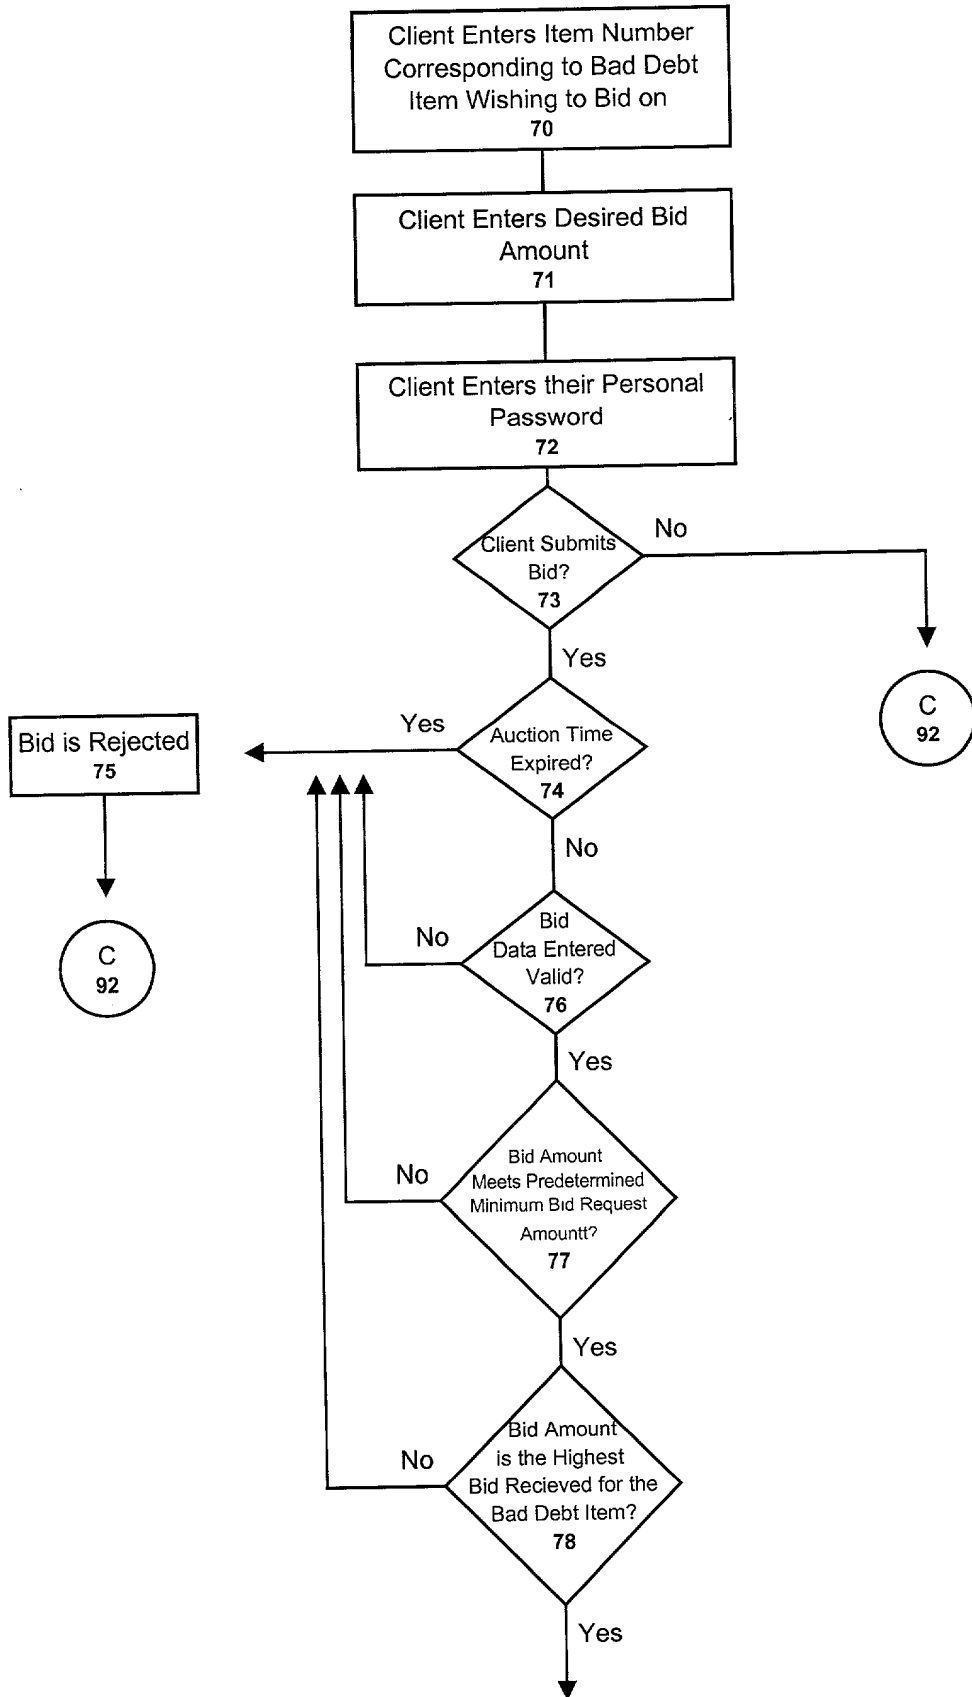 Client Enters Item Number
Corresponding to Bad Debt
Item Wishing to Bid on
70
Client Enters Desired Bid
Amount
71
Client Enters their Personal
Password
72
Client Submits
Bid?
73
No
Yes
C
92
Auction Time
Expired?
74
Yes
Bid is Rejected
75
No
C
92
Bid
Data Entered
Valid?
76
No
Yes
Bid Amount
Meets Predetermined
Minimum Bid Request
Amountt?
77
No
Yes
Bid Amount
is the Highest
Bid Recieved for the
Bad Debt Item?
78
No
Yes